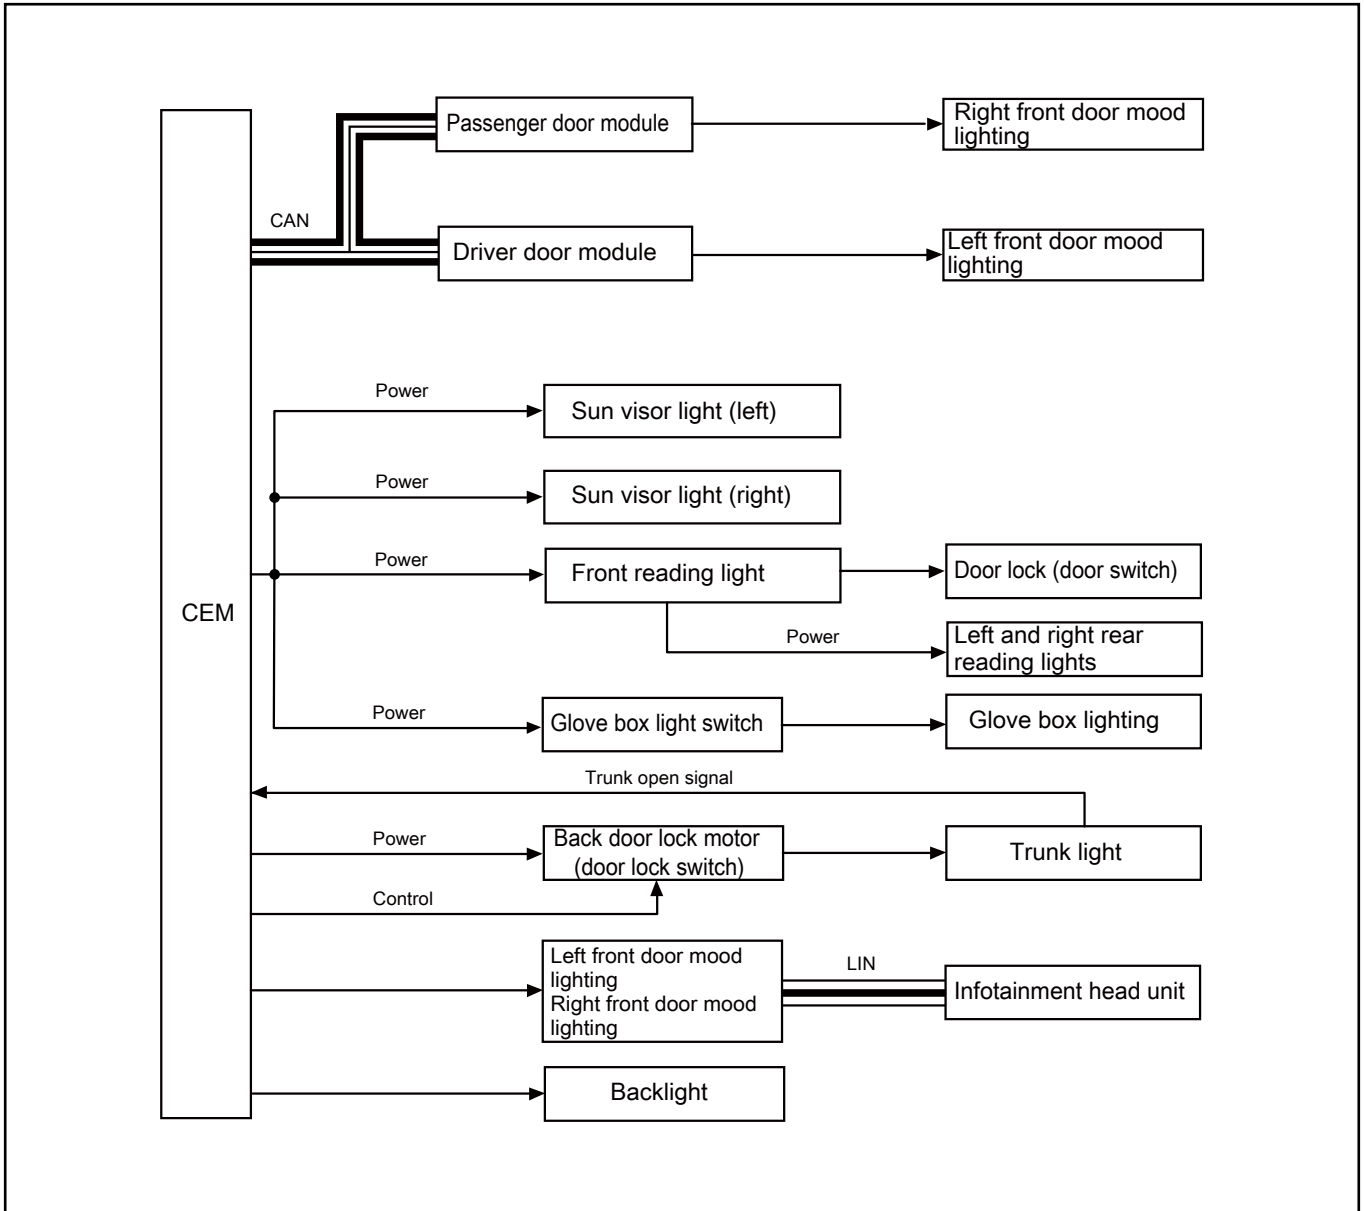 Passenger door module
Right front door mood
lighting
CAN
Driver door module
Left front door mood
lighting
Power
Sun visor light (left)
Power
Sun visor light (right)
Power
Front reading light
Door lock (door switch)
CEM
Power
Left and right rear
reading lights
Power
Glove box light switch
Glove box lighting
Trunk open signal
Power
Back door lock motor
(door lock switch)
Trunk light
Control
Left front door mood
lighting
Right front door mood
lighting
LIN
Infotainment head unit
Backlight